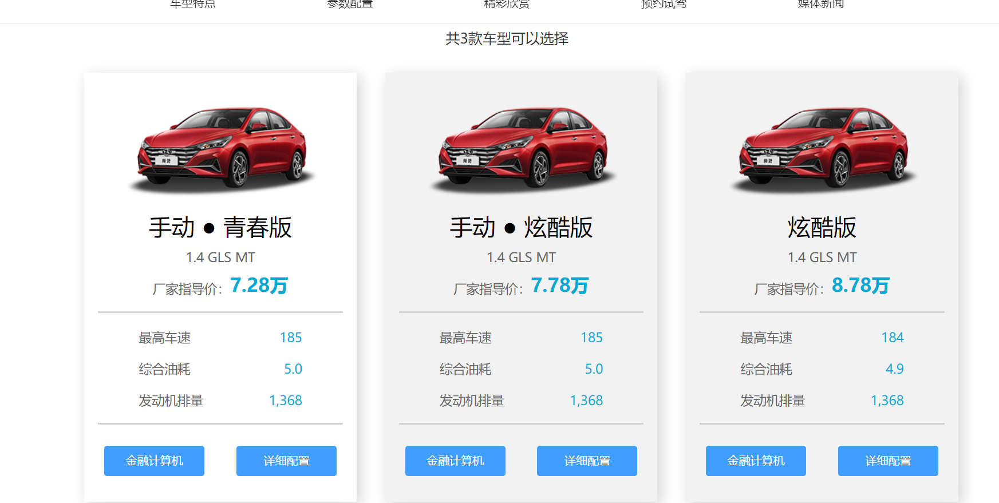 车型特点 参数配置 精彩欣赏 预约试驾 媒体新闻
共3款车型可以选择
手动 ● 青春版
1.4 GLS MT
厂家指导价: 7.28万
最高车速 185
综合油耗 5.0
发动机排量 1,368
金融计算机 详细配置
手动 ● 炫酷版
1.4 GLS MT
厂家指导价: 7.78万
最高车速 185
综合油耗 5.0
发动机排量 1,368
金融计算机 详细配置
炫酷版
1.4 GLS MT
厂家指导价: 8.78万
最高车速 184
综合油耗 4.9
发动机排量 1,368
金融计算机 详细配置